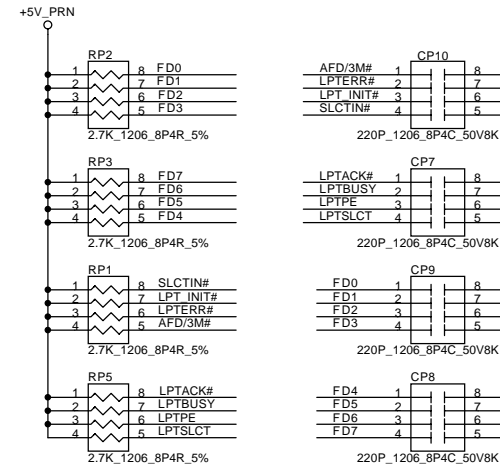 +5V_PRN
RP2
1 8 FD0
2 7 FD1
3 6 FD2
4 5 FD3
2.7K_1206_8P4R_5%
RP3
1 8 FD7
2 7 FD6
3 6 FD5
4 5 FD4
2.7K_1206_8P4R_5%
RP1
1 8 SLCTIN#
2 7 LPT_INIT#
3 6 LPTERR#
4 5 AFD/3M#
2.7K_1206_8P4R_5%
RP5
1 8 LPTACK#
2 7 LPTBUSY
3 6 LPTPE
4 5 LPTSLCT
2.7K_1206_8P4R_5%
CP10
AFD/3M# 1 8
LPTERR# 2 7
LPT_INIT# 3 6
SLCTIN# 4 5
220P_1206_8P4C_50V8K
CP7
LPTACK# 1 8
LPTBUSY 2 7
LPTPE 3 6
LPTSLCT 4 5
220P_1206_8P4C_50V8K
CP9
FD0 1 8
FD1 2 7
FD2 3 6
FD3 4 5
220P_1206_8P4C_50V8K
CP8
FD4 1 8
FD5 2 7
FD6 3 6
FD7 4 5
220P_1206_8P4C_50V8K